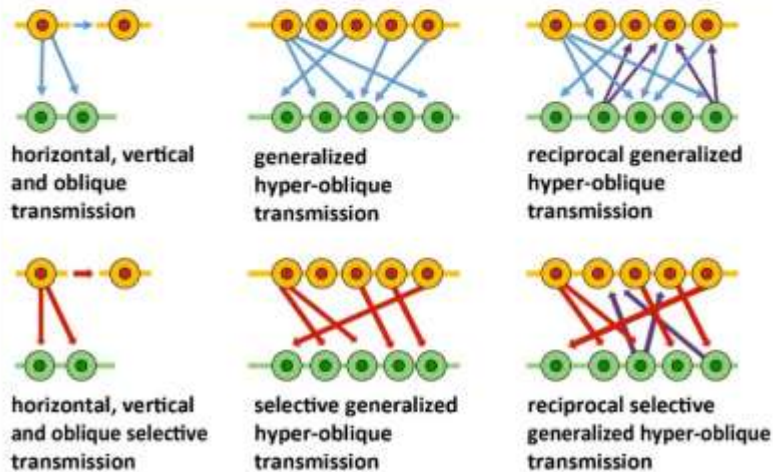 horizontal, vertical
and oblique
transmission
generalized
hyper-oblique
transmission
reciprocal generalized
hyper-oblique
transmission
horizontal, vertical
and oblique selective
transmission
selective generalized
hyper-oblique
transmission
reciprocal selective
generalized hyper-oblique
transmission